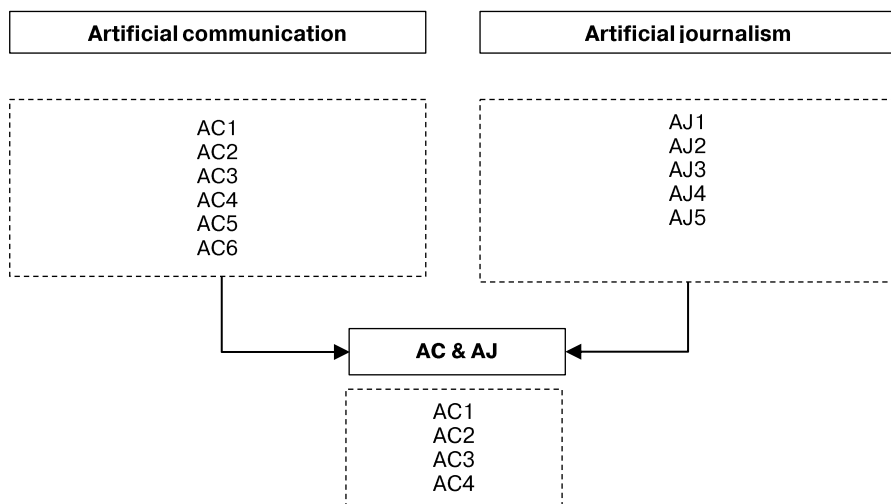 Artificial communication
Artificial journalism
AC1
AC2
AC3
AC4
AC5
AC6
AJ1
AJ2
AJ3
AJ4
AJ5
AC & AJ
AC1
AC2
AC3
AC4